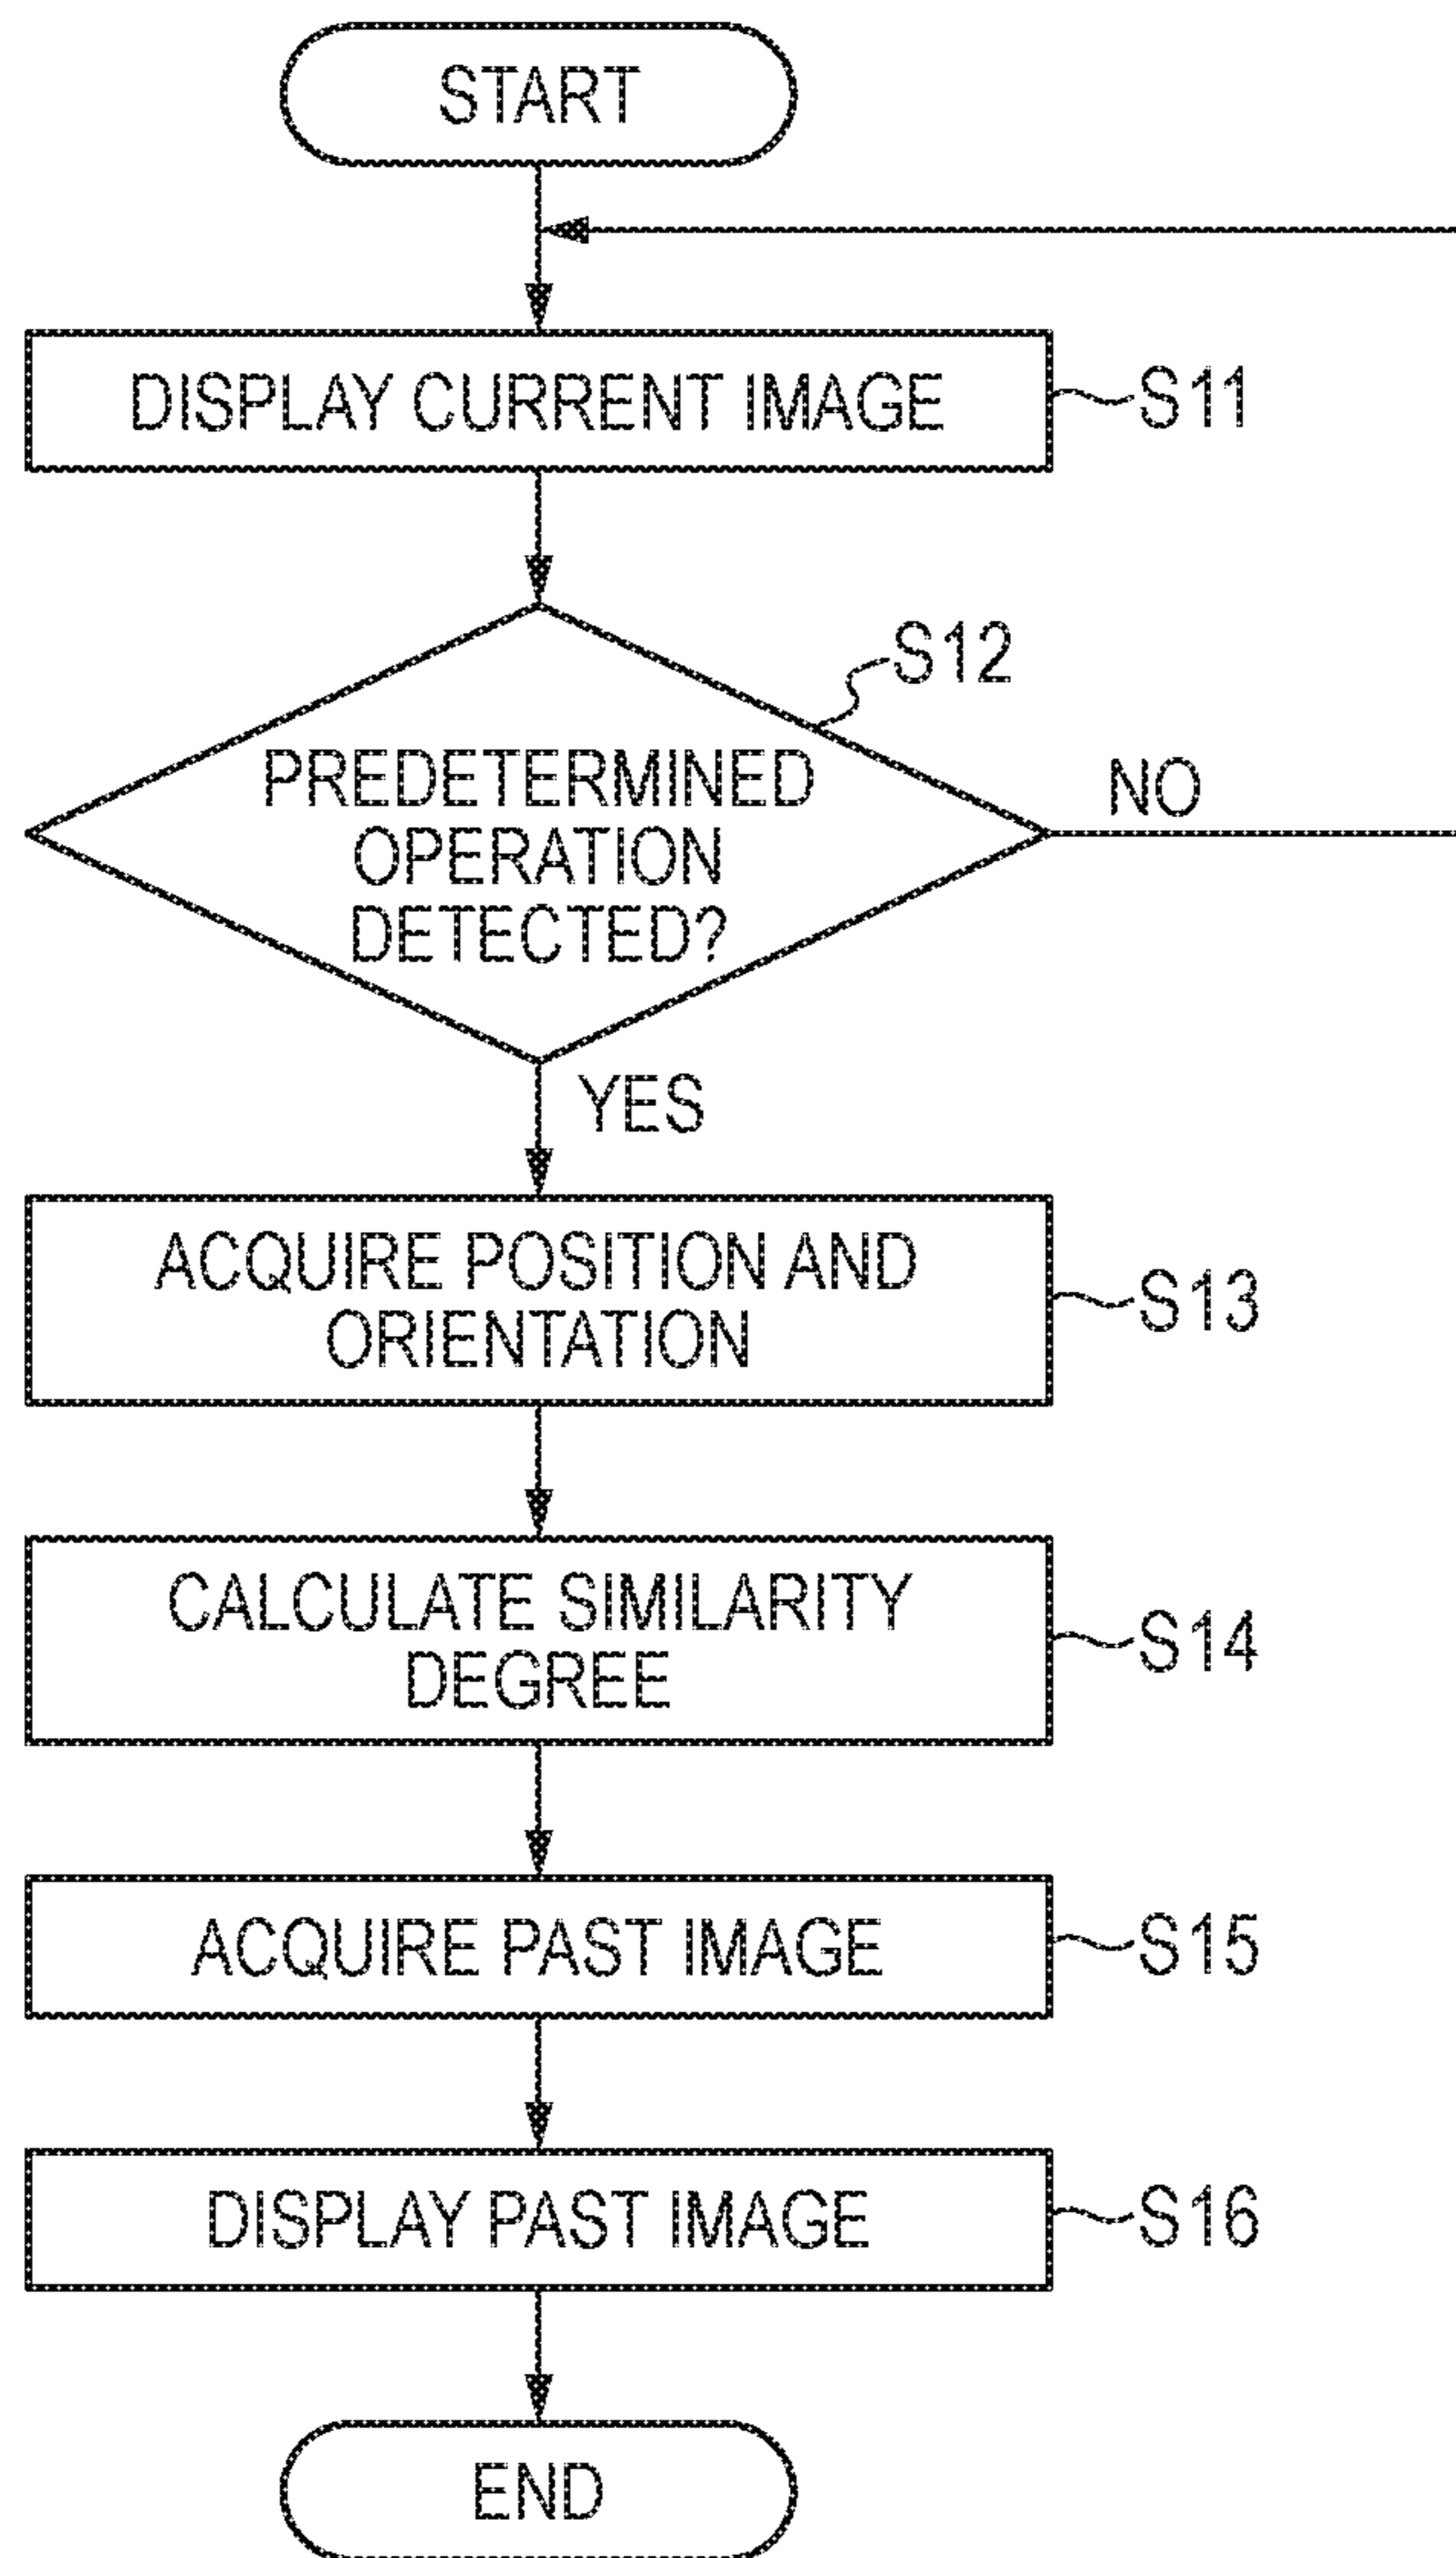 START
DISPLAY CURRENT IMAGE
S11
S12
PREDETERMINED
OPERATION
DETECTED?
NO
YES
ACQUIRE POSITION AND
ORIENTATION
S13
CALCULATE SIMILARITY
DEGREE
S14
ACQUIRE PAST IMAGE
S15
DISPLAY PAST IMAGE
S16
END